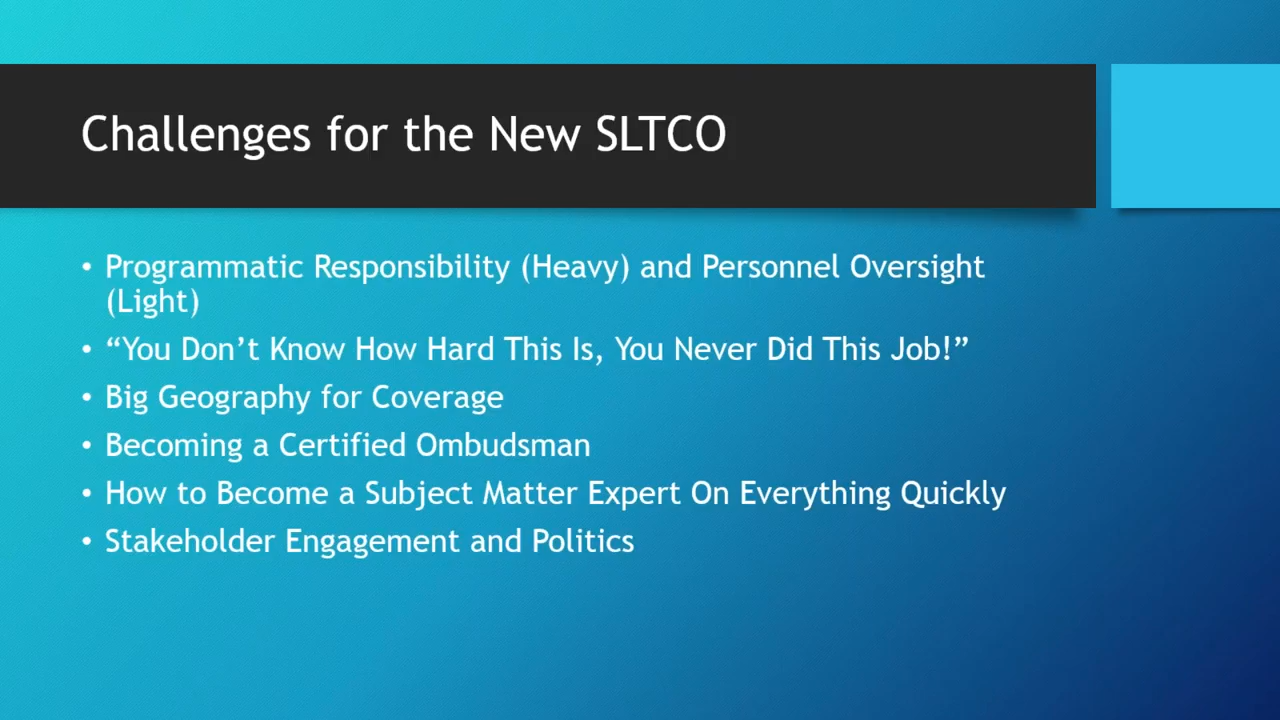 Challenges for the New SLTCO
• Programmatic Responsibility (Heavy) and Personnel Oversight
(Light)
• “You Don’t Know How Hard This Is, You Never Did This Job!”
• Big Geography for Coverage
• Becoming a Certified Ombudsman
• How to Become a Subject Matter Expert On Everything Quickly
• Stakeholder Engagement and Politics